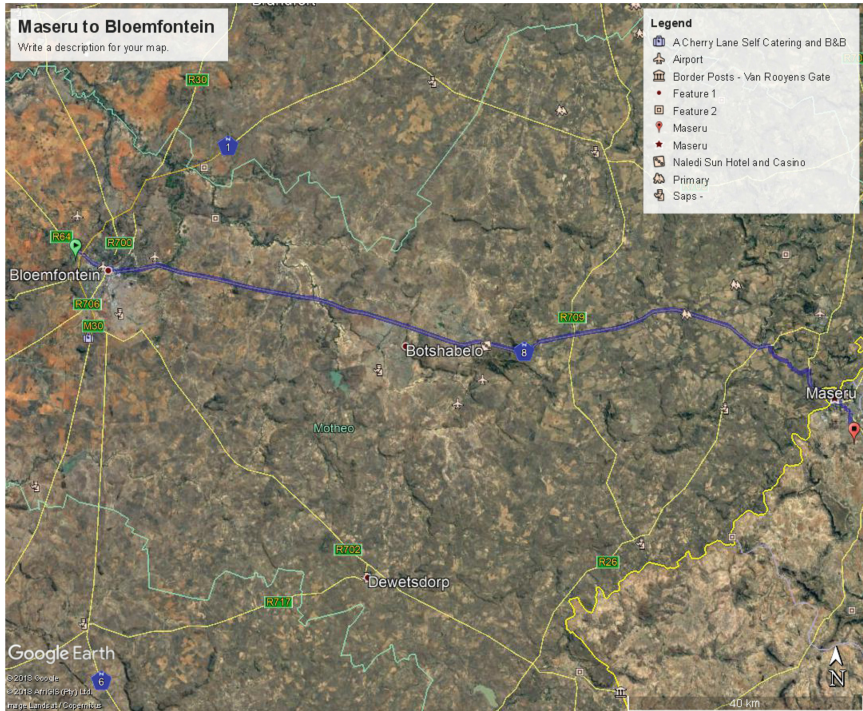 Brandfort
Maseru to Bloemfontein
Write a description for your map.
Legend
A Cherry Lane Self Catering and B&B
Airport
Border Posts - Van Rooyens Gate
Feature 1
Feature 2
Maseru
Maseru
Naledi Sun Hotel and Casino
Primary
Saps -
R30
N
1
R64
R700
Bloemfontein
R706
M30
R709
Botshabelo
N
8
Maseru
Motheo
R702
Dewetsdorp
R26
R717
Google Earth
© 2018 Google
© 2018 AfriGIS (Pty) Ltd
Image Landsat / Copernicus
N
6
N
40 km